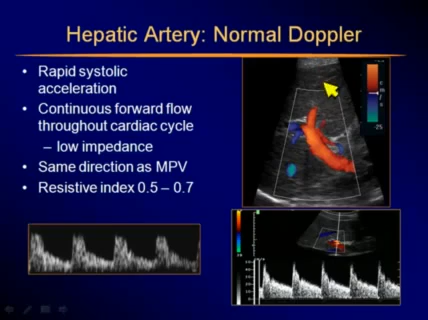 Hepatic Artery: Normal Doppler
• Rapid systolic
acceleration
• Continuous forward flow
throughout cardiac cycle
– low impedance
• Same direction as MPV
• Resistive index 0.5 – 0.7
-25